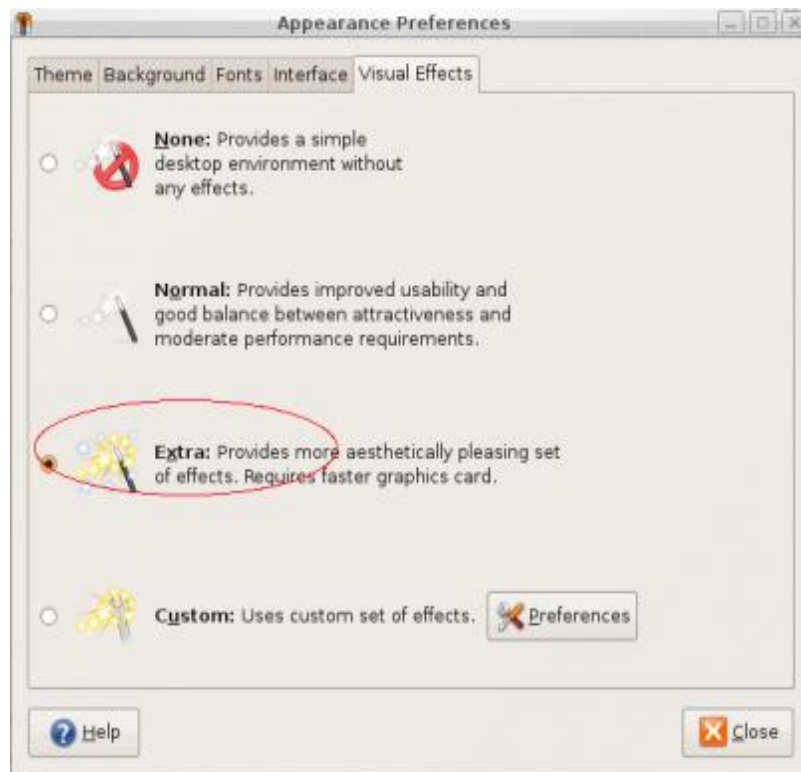 Appearance Preferences
Theme Background Fonts Interface Visual Effects
None: Provides a simple
desktop environment without
any effects.
Normal: Provides improved usability and
good balance between attractiveness and
moderate performance requirements.
Extra: Provides more aesthetically pleasing set
of effects. Requires faster graphics card.
Custom: Uses custom set of effects. Preferences
Help Close